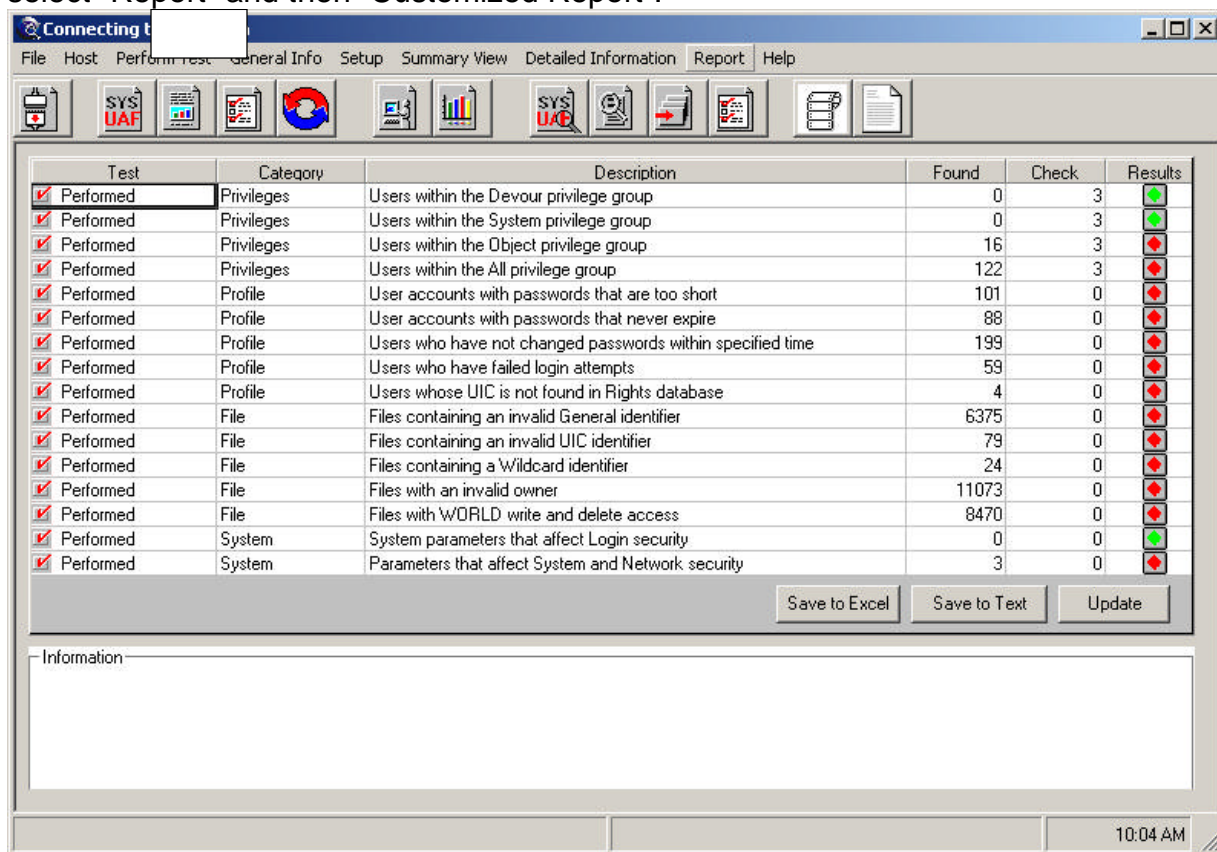 select "Report" and then "Customized Report".
Connecting t
File Host Perform Test General Info Setup Summary View Detailed Information Report Help
SYS UAF SYS UAF
Test Category Description Found Check Results
Performed Privileges Users within the Devour privilege group 0 3
Performed Privileges Users within the System privilege group 0 3
Performed Privileges Users within the Object privilege group 16 3
Performed Privileges Users within the All privilege group 122 3
Performed Profile User accounts with passwords that are too short 101 0
Performed Profile User accounts with passwords that never expire 88 0
Performed Profile Users who have not changed passwords within specified time 199 0
Performed Profile Users who have failed login attempts 59 0
Performed Profile Users whose UIC is not found in Rights database 4 0
Performed File Files containing an invalid General identifier 6375 0
Performed File Files containing an invalid UIC identifier 79 0
Performed File Files containing a Wildcard identifier 24 0
Performed File Files with an invalid owner 11073 0
Performed File Files with WORLD write and delete access 8470 0
Performed System System parameters that affect Login security 0 0
Performed System Parameters that affect System and Network security 3 0
Save to Excel Save to Text Update
Information
10:04 AM